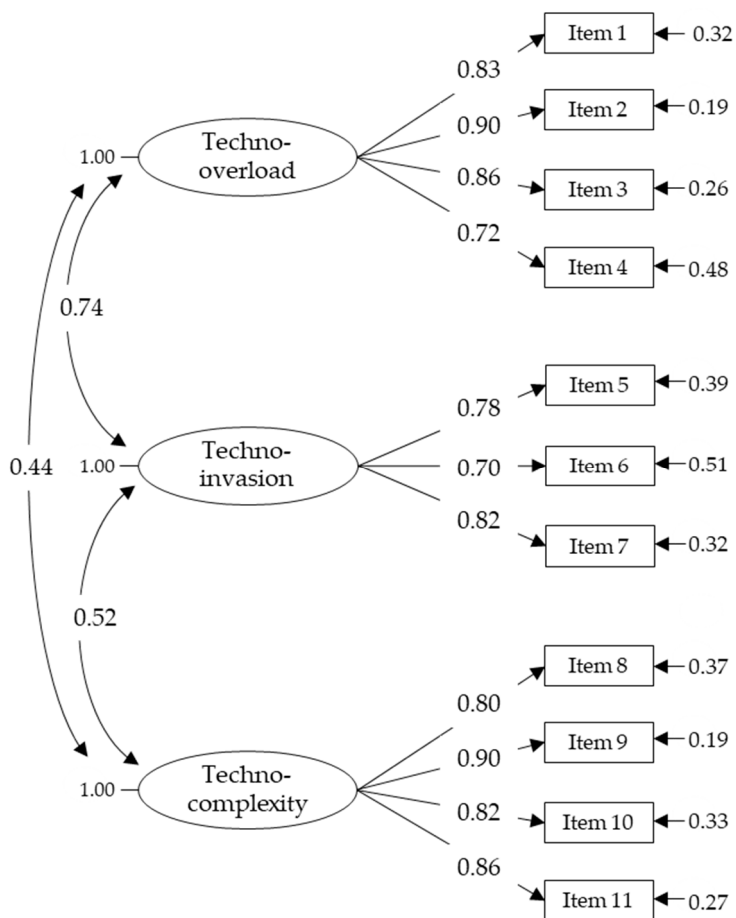 Item 1
0.32
0.83
Item 2
0.19
0.90
1.00
Techno-
overload
0.86
Item 3
0.26
0.72
Item 4
0.48
0.74
Item 5
0.39
0.78
0.44
1.00
Techno-
invasion
0.70
Item 6
0.51
0.82
Item 7
0.32
0.52
Item 8
0.37
0.80
Item 9
0.19
0.90
1.00
Techno-
complexity
0.82
Item 10
0.33
0.86
Item 11
0.27